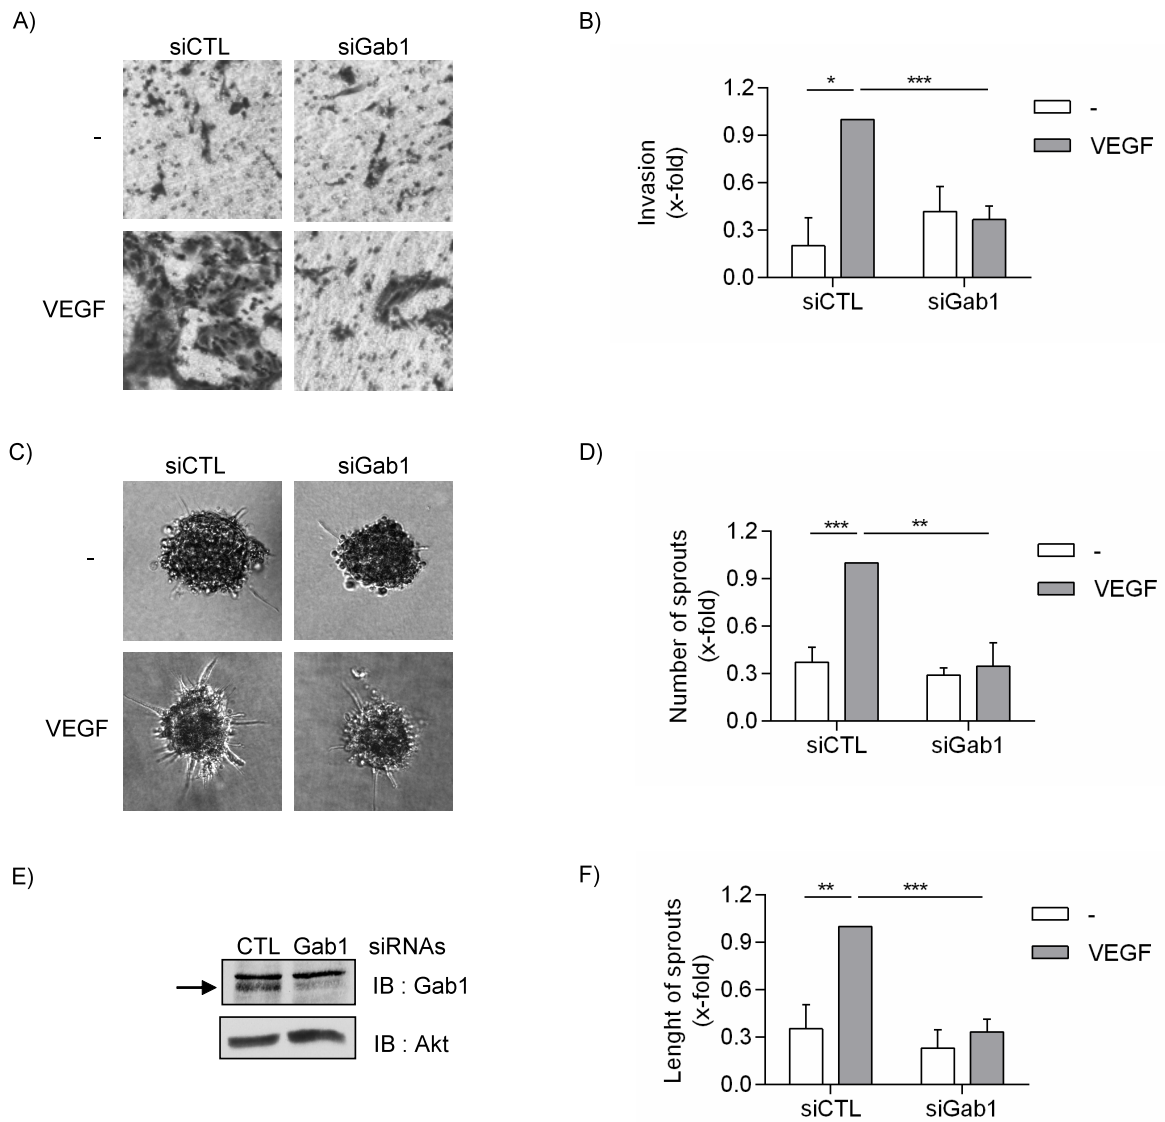 A)
siCTL siGab1
-
VEGF
B)
* ***
1.2
0.9
0.6
0.3
0.0
Invasion
(x-fold)
siCTL siGab1
-
VEGF
C)
siCTL siGab1
-
VEGF
D)
*** **
1.2
0.9
0.6
0.3
0.0
Number of sprouts
(x-fold)
siCTL siGab1
-
VEGF
E)
CTL Gab1 siRNAs
IB : Gab1
IB : Akt
F)
** ***
1.2
0.9
0.6
0.3
0.0
Lenght of sprouts
(x-fold)
siCTL siGab1
-
VEGF